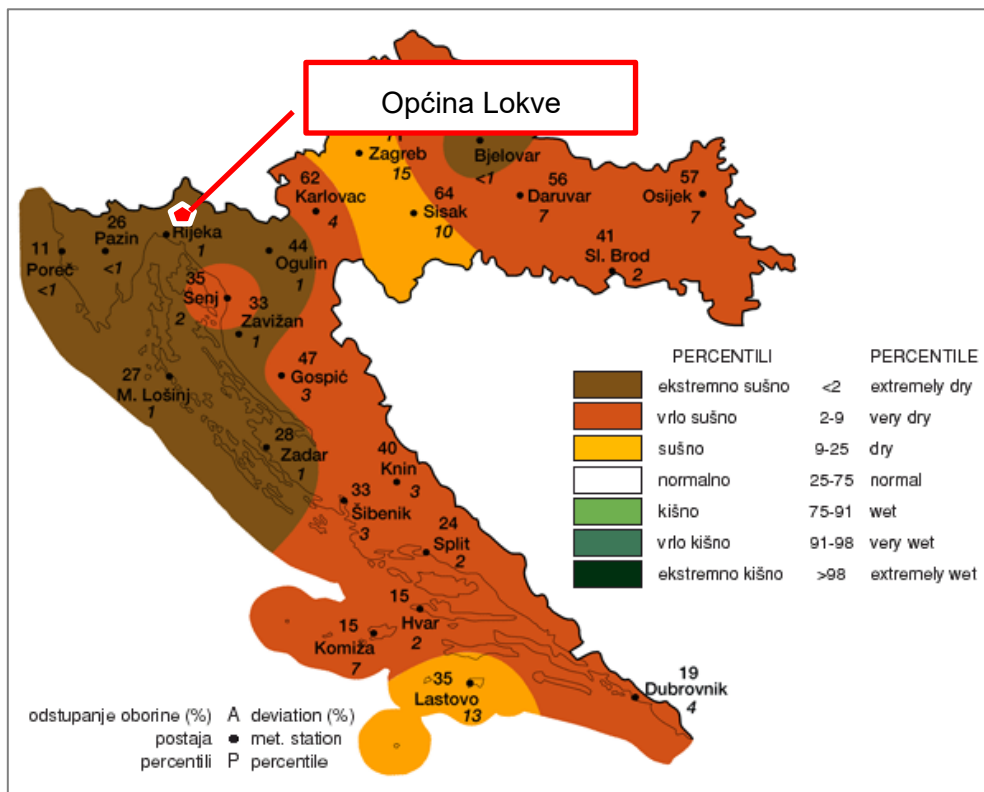 Općina Lokve
Zagreb
15
Bjelovar
<1
62
Karlovac
4
64
Sisak
10
56
Daruvar
7
57
Osijek
7
41
Sl. Brod
2
26
Pazin
<1
11
Poreč
<1
Rijeka
1
44
Ogulin
1
35
Senj
2
33
Zavižan
1
47
Gospić
3
27
M. Lošinj
1
28
Zadar
1
40
Knin
3
33
Šibenik
3
24
Split
2
15
Hvar
2
15
Komiža
7
35
Lastovo
13
19
Dubrovnik
4
PERCENTILI PERCENTILE
ekstremno sušno <2 extremely dry
vrlo sušno 2-9 very dry
sušno 9-25 dry
normalno 25-75 normal
kišno 75-91 wet
vrlo kišno 91-98 very wet
ekstremno kišno >98 extremely wet
odstupanje oborine (%) A deviation (%)
postaja ● met. station
percentili P percentile